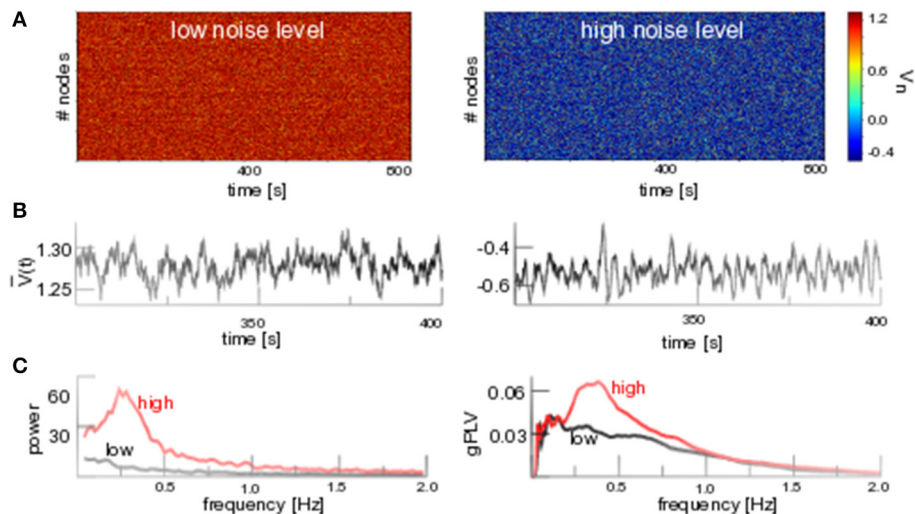 A
low noise level
high noise level
# nodes
# nodes
1.2
0.6
0.0
-0.4
Vn
400
time [s]
400
time [s]
B
1.30
1.25
V̄(t)
350
400
time [s]
-0.4
-0.6
350
400
time [s]
C
60
30
power
high
low
0.5
1.0
1.5
2.0
frequency [Hz]
0.06
0.03
gPLV
high
low
0.5
1.0
1.5
2.0
frequency [Hz]